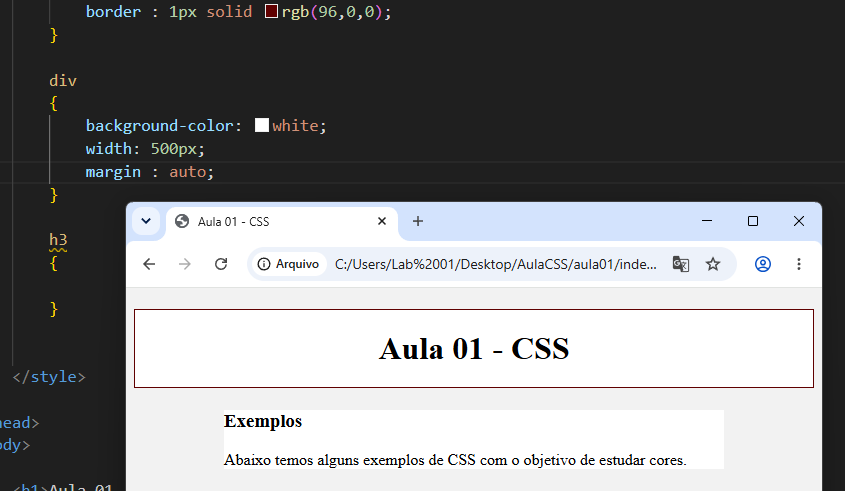 border : 1px solid rgb(96,0,0);
}
div
{
background-color: white;
width: 500px;
margin : auto;
}
h3
{
}
</style>
ead>
ody>
<h1>Aula 01
Aula 01 - CSS
Arquivo
C:/Users/Lab%2001/Desktop/AulaCSS/aula01/inde...
Aula 01 - CSS
Exemplos
Abaixo temos alguns exemplos de CSS com o objetivo de estudar cores.